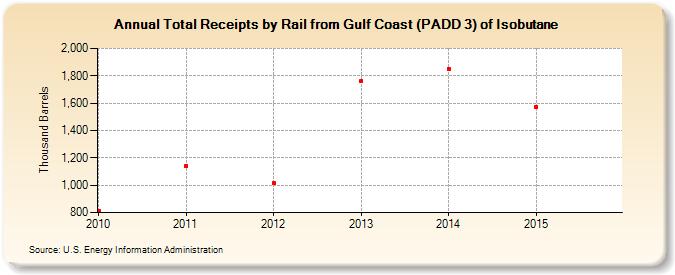 Annual Total Receipts by Rail from Gulf Coast (PADD 3) of Isobutane
Thousand Barrels
2,000
1,800
1,600
1,400
1,200
1,000
800
2010 2011 2012 2013 2014 2015
Source: U.S. Energy Information Administration